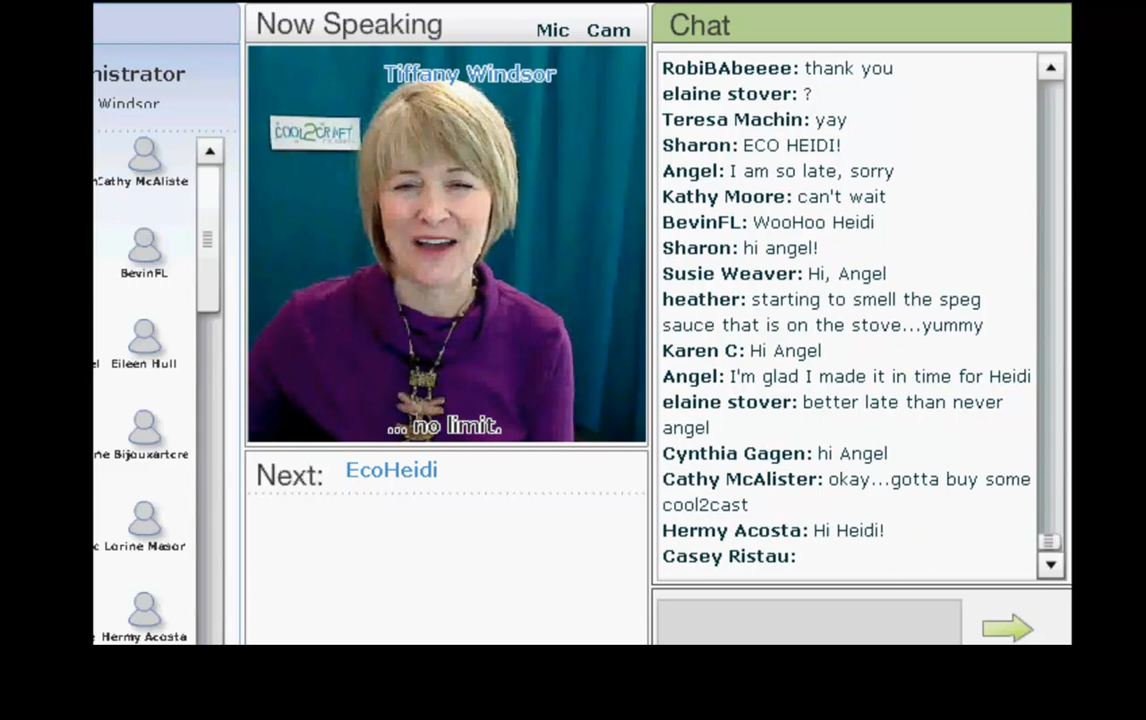 nistrator
Windsor
Cathy McAliste
BevinFL
Eileen Hull
Hermy Acosta
Now Speaking
Mic Cam
Tiffany Windsor
COOL2CRAFT
... no limit.
Next: EcoHeidi
Chat
RobiBAbeeee: thank you
elaine stover: ?
Teresa Machin: yay
Sharon: ECO HEIDI!
Angel: I am so late, sorry
Kathy Moore: can't wait
BevinFL: WooHoo Heidi
Sharon: hi angel!
Susie Weaver: Hi, Angel
heather: starting to smell the speg
sauce that is on the stove...yummy
Karen C: Hi Angel
Angel: I'm glad I made it in time for Heidi
elaine stover: better late than never
angel
Cynthia Gagen: hi Angel
Cathy McAlister: okay...gotta buy some
cool2cast
Hermy Acosta: Hi Heidi!
Casey Ristau: